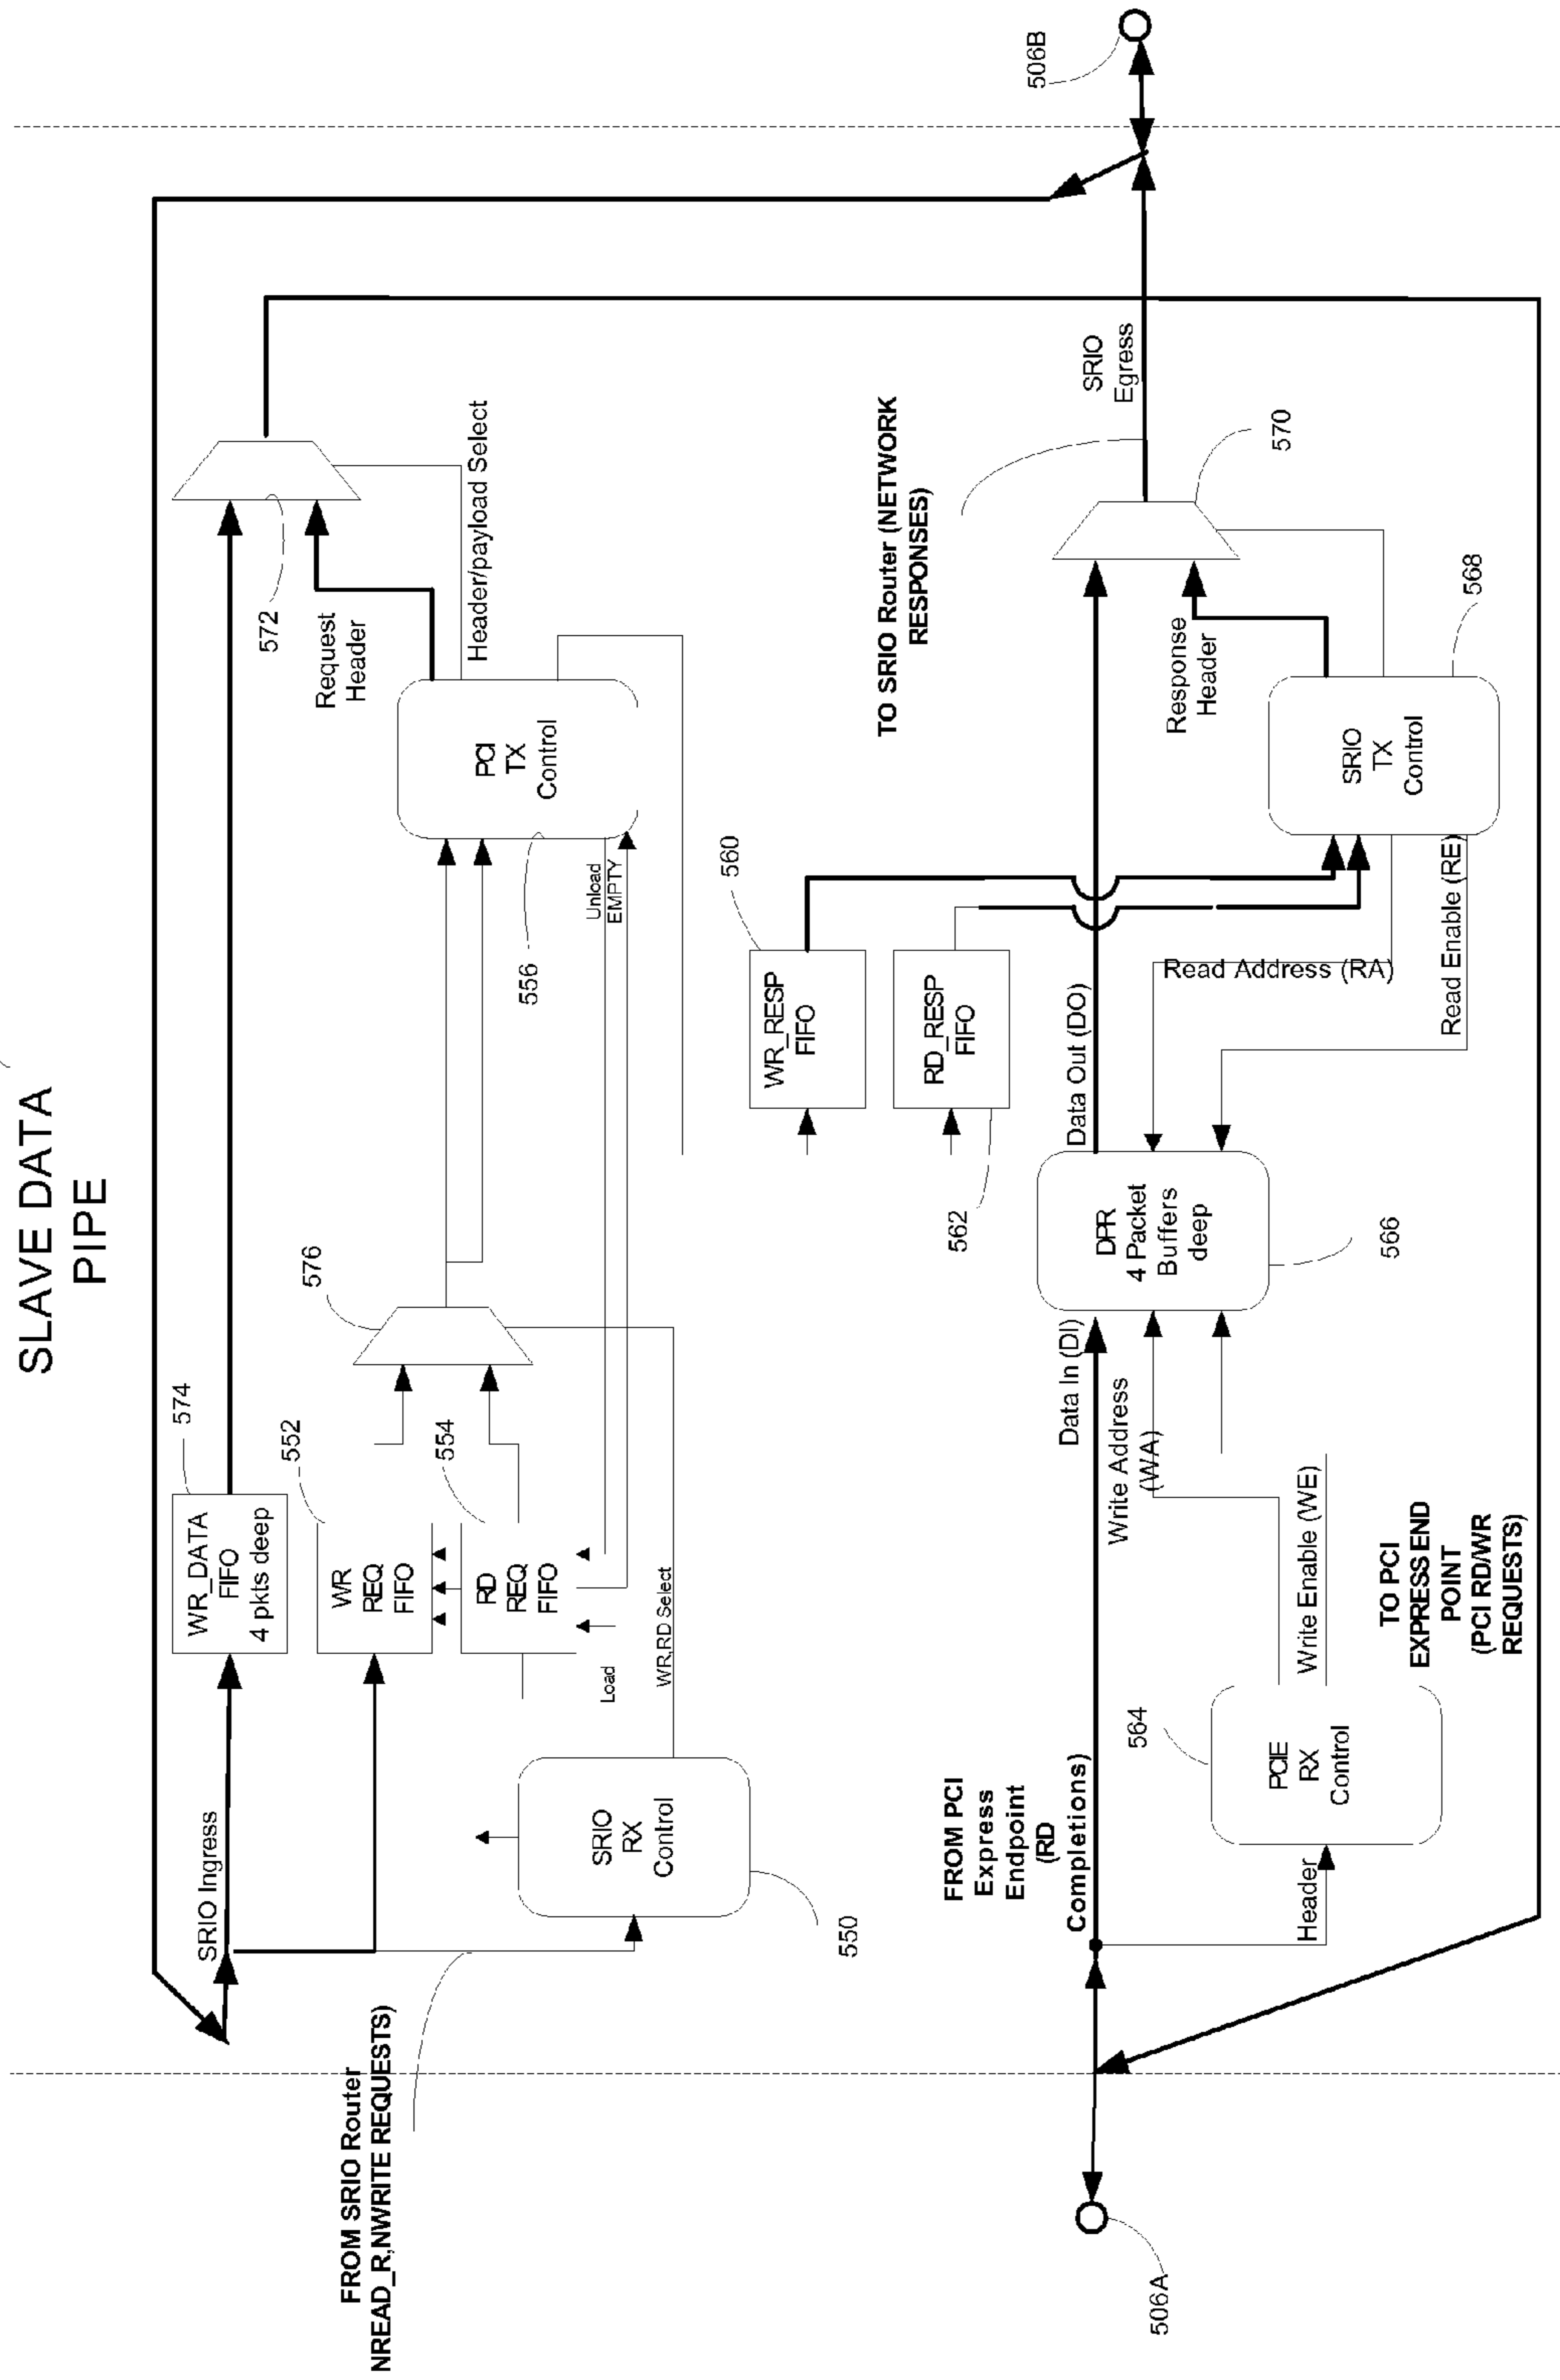 SLAVE DATA
PIPE
574
WR_DATA
FIFO
4 pkts deep
552
WR
REQ
FIFO
554
RD
REQ
FIFO
Load
WR,RD Select
SRIO Ingress
SRIO
RX
Control
550
FROM SRIO Router
NREAD_R,NWRITE REQUESTS)
576
Unload
EMPTY
556
PCI
TX
Control
Request
Header
572
Header/payload Select
560
WR_RESP
FIFO
RD_RESP
FIFO
562
TO SRIO Router (NETWORK
RESPONSES)
SRIO
Egress
570
Response
Header
568
SRIO
TX
Control
Read Address (RA)
Read Enable (RE)
Data Out (DO)
DPR
4 Packet
Buffers
deep
566
Data In (DI)
Write Address
(WA)
Write Enable (WE)
TO PCI
EXPRESS END
POINT
(PCI RD/WR
REQUESTS)
564
PCIE
RX
Control
FROM PCI
Express
Endpoint
(RD
Completions)
Header
506A
506B